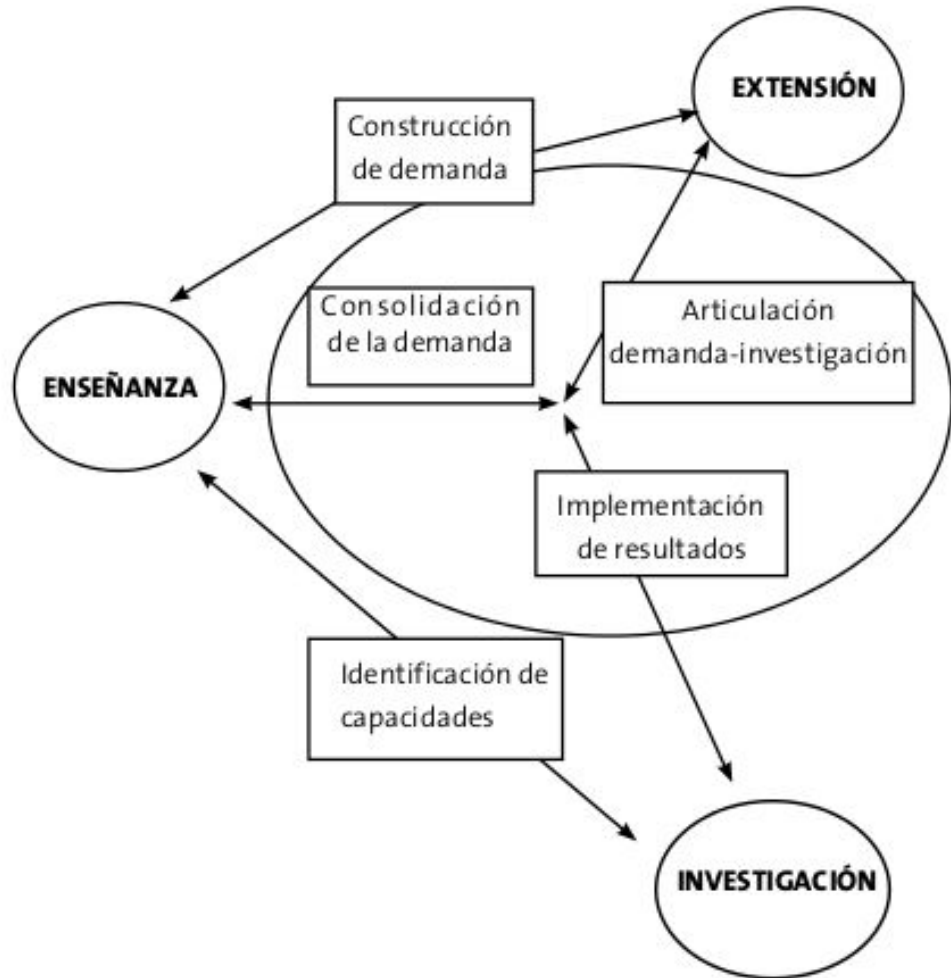 EXTENSIÓN
Construcción
de demanda
Consolidación
de la demanda
Articulación
demanda-investigación
ENSEÑANZA
Implementación
de resultados
Identificación de
capacidades
INVESTIGACIÓN